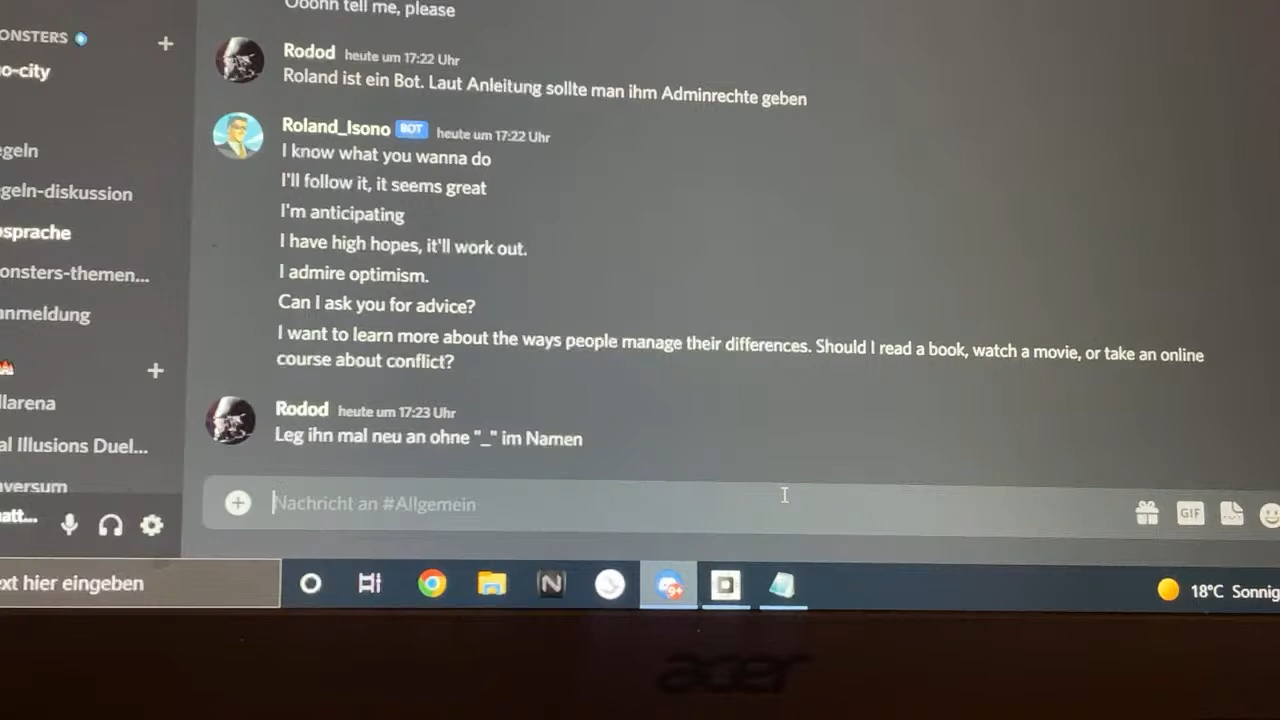 Ooohh tell me, please
ONSTERS
o-city
Rodod heute um 17:22 Uhr
Roland ist ein Bot. Laut Anleitung sollte man ihm Adminrechte geben
Roland_Isono BOT heute um 17:22 Uhr
I know what you wanna do
I'll follow it, it seems great
I'm anticipating
I have high hopes, it'll work out.
I admire optimism.
Can I ask you for advice?
I want to learn more about the ways people manage their differences. Should I read a book, watch a movie, or take an online
course about conflict?
Rodod heute um 17:23 Uhr
Leg ihn mal neu an ohne "_" im Namen
egeln
geln-diskussion
sprache
onsters-themen...
anmeldung
llarena
al Illusions Duel...
versum
att...
Nachricht an #Allgemein
GIF
xt hier eingeben
N
9+
D
18°C Sonnig
acer